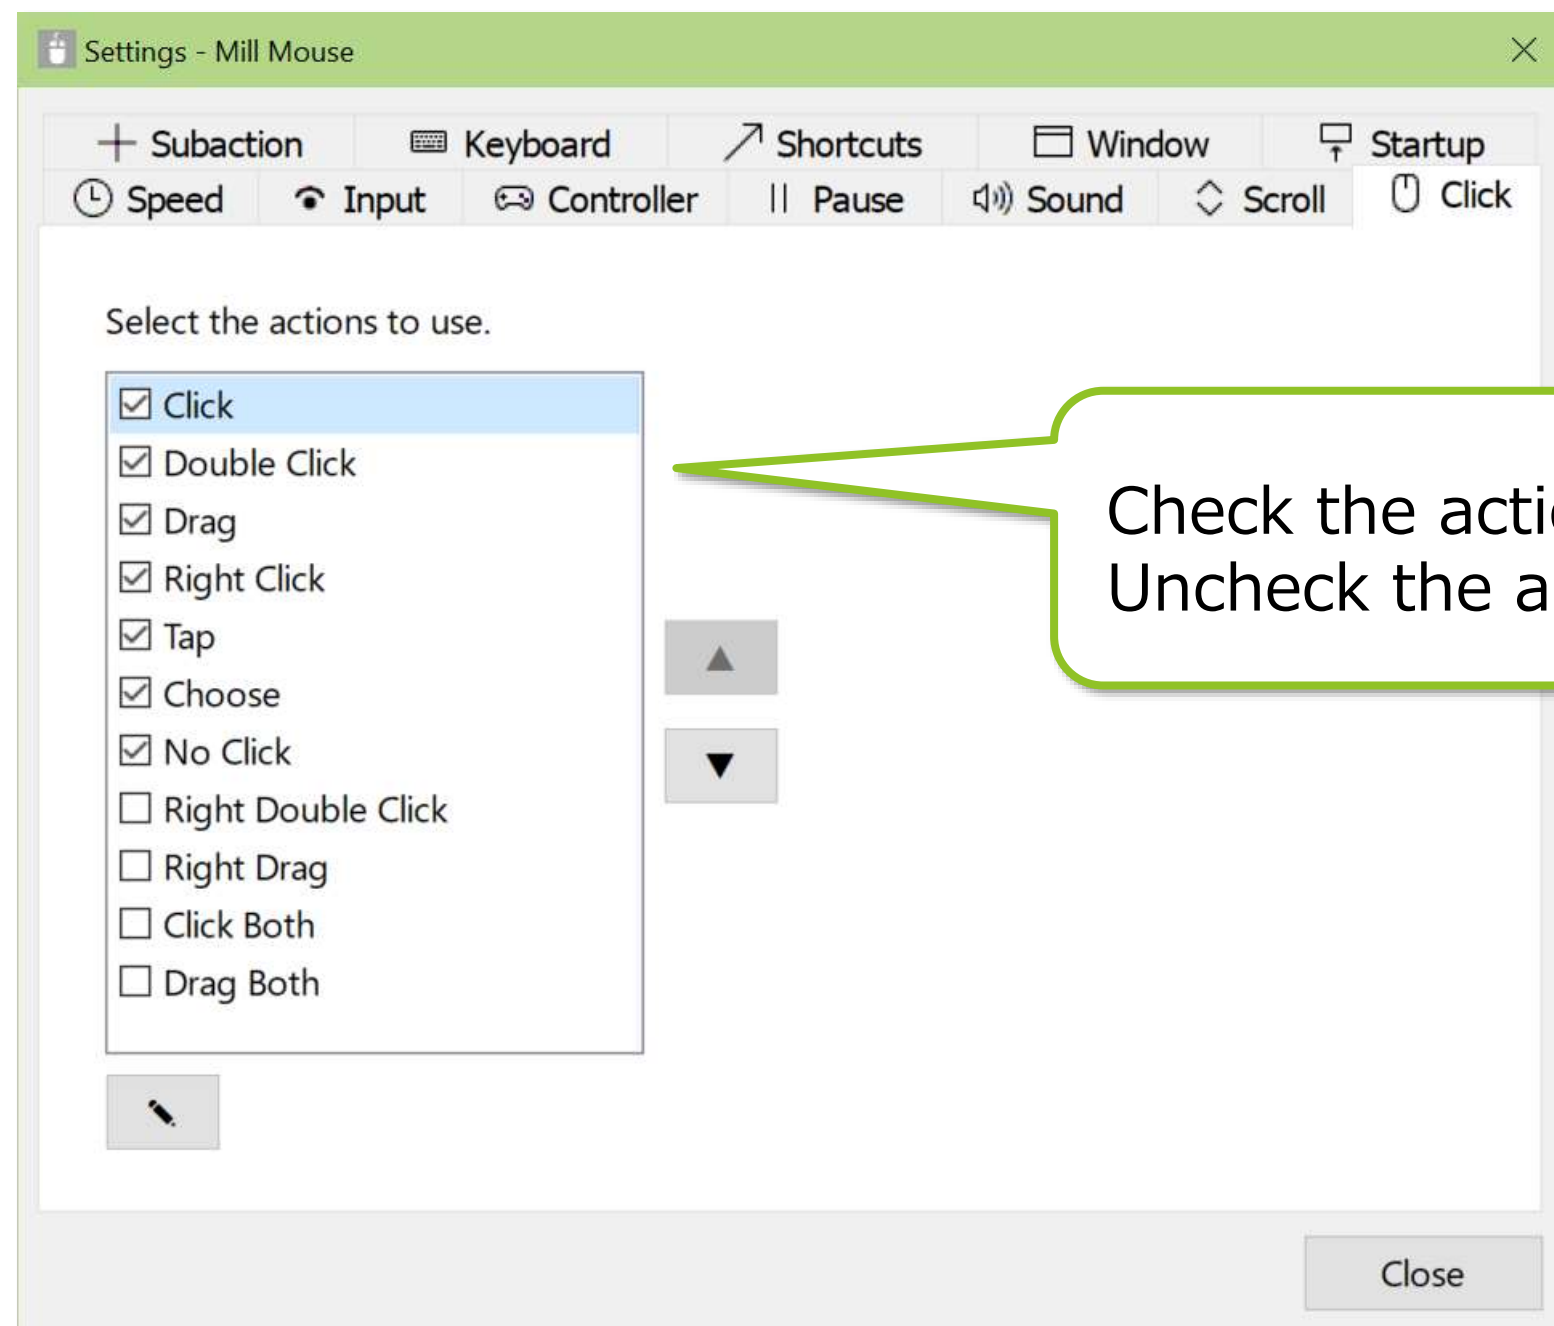 Settings - Mill Mouse
Subaction Keyboard Shortcuts Window Startup
Speed Input Controller Pause Sound Scroll Click
Select the actions to use.
Click
Double Click
Drag
Right Click
Tap
Choose
No Click
Right Double Click
Right Drag
Click Both
Drag Both
Check the
Uncheck the
Close